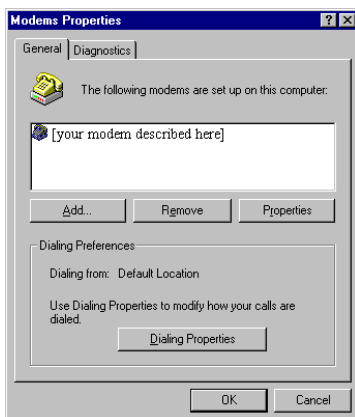 Modems Properties
General
Diagnostics
The following modems are set up on this computer:
[your modem described here]
Add...
Remove
Properties
Dialing Preferences
Dialing from: Default Location
Use Dialing Properties to modify how your calls are
dialed.
Dialing Properties
OK
Cancel